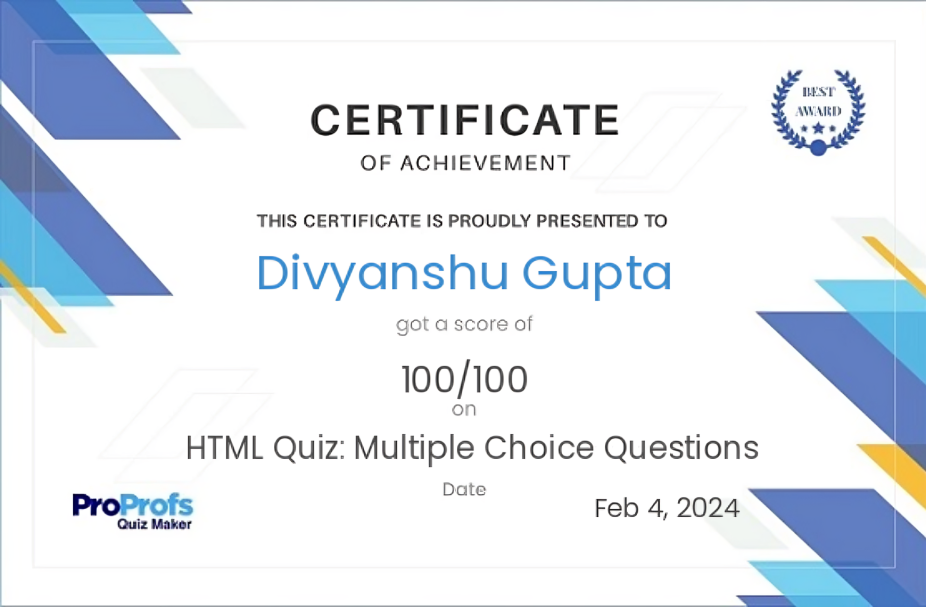 BEST
AWARD
CERTIFICATE
OF ACHIEVEMENT
THIS CERTIFICATE IS PROUDLY PRESENTED TO
Divyanshu Gupta
got a score of
100/100
on
HTML Quiz: Multiple Choice Questions
Date
Feb 4, 2024
ProProfs
Quiz Maker